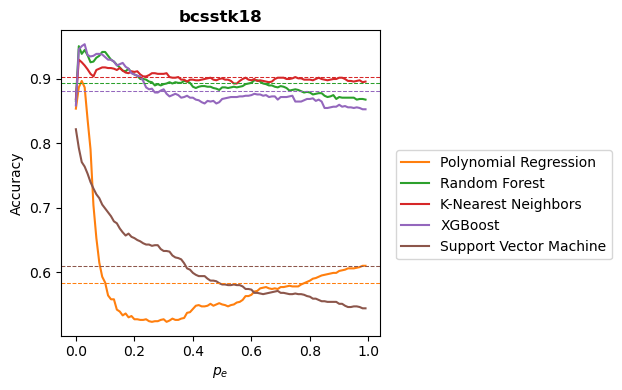 bcsstk18
Accuracy
0.9
0.8
0.7
0.6
0.0
0.2
0.4
0.6
0.8
1.0
p_e
Polynomial Regression
Random Forest
K-Nearest Neighbors
XGBoost
Support Vector Machine